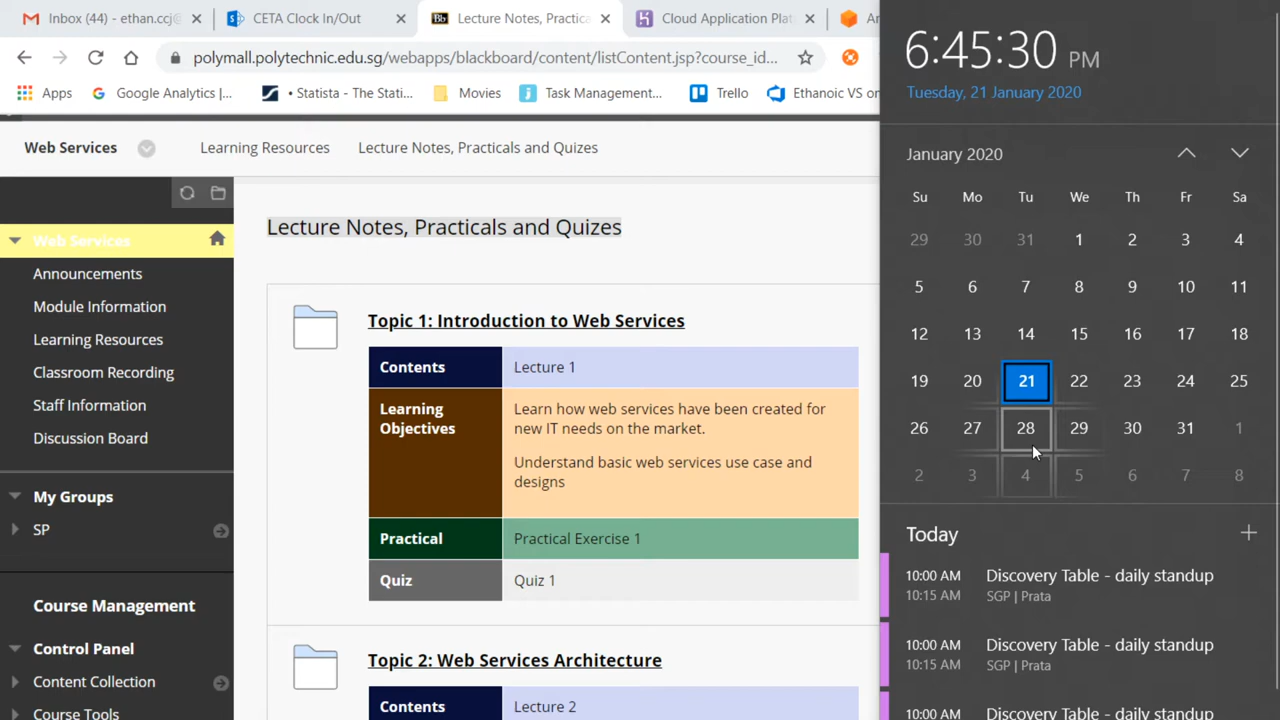 Inbox (44) - ethan.ccj@
CETA Clock In/Out
Bb
Lecture Notes, Practica
Cloud Application Plat
polymall.polytechnic.edu.sg/webapps/blackboard/content/listContent.jsp?course_id...
Apps
Google Analytics |...
• Statista - The Stati...
Movies
Task Management...
Trello
Ethanoic VS on
Web Services
Learning Resources
Lecture Notes, Practicals and Quizes
Web Services
Announcements
Module Information
Learning Resources
Classroom Recording
Staff Information
Discussion Board
My Groups
SP
Course Management
Control Panel
Content Collection
Course Tools
Lecture Notes, Practicals and Quizes
Topic 1: Introduction to Web Services
Contents Lecture 1
Learning Objectives
Learn how web services have been created for
new IT needs on the market.
Understand basic web services use case and
designs
Practical Practical Exercise 1
Quiz Quiz 1
Topic 2: Web Services Architecture
Contents Lecture 2
6:45:30 PM
Tuesday, 21 January 2020
January 2020
Su Mo Tu We Th Fr Sa
29 30 31 1 2 3 4
5 6 7 8 9 10 11
12 13 14 15 16 17 18
19 20 21 22 23 24 25
26 27 28 29 30 31 1
2 3 4 5 6 7 8
Today
10:00 AM Discovery Table - daily standup
10:15 AM SGP | Prata
10:00 AM Discovery Table - daily standup
10:15 AM SGP | Prata
10:00 AM Discovery Table - daily standup